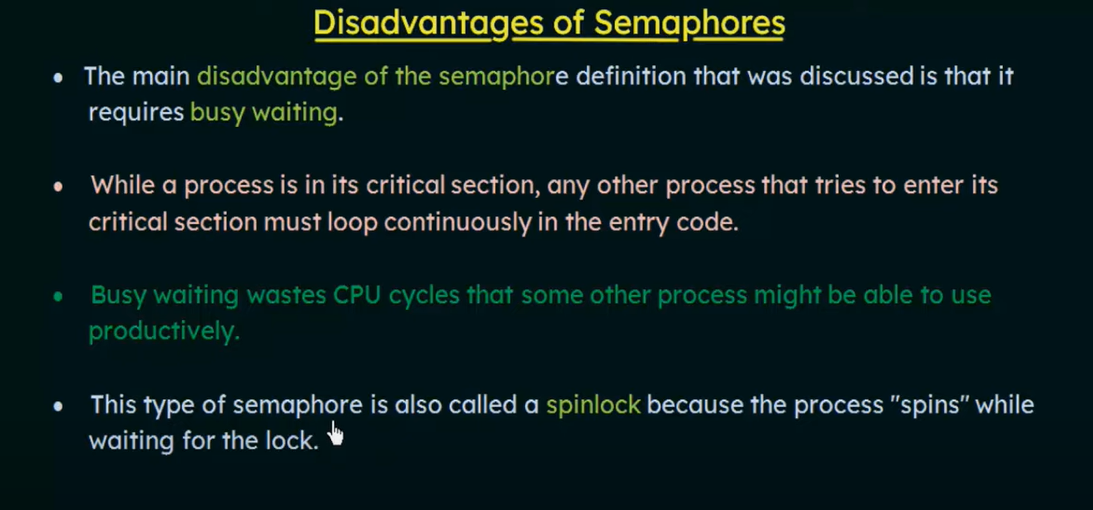 Disadvantages of Semaphores
• The main disadvantage of the semaphore definition that was discussed is that it
requires busy waiting.
• While a process is in its critical section, any other process that tries to enter its
critical section must loop continuously in the entry code.
• Busy waiting wastes CPU cycles that some other process might be able to use
productively.
• This type of semaphore is also called a spinlock because the process "spins" while
waiting for the lock.